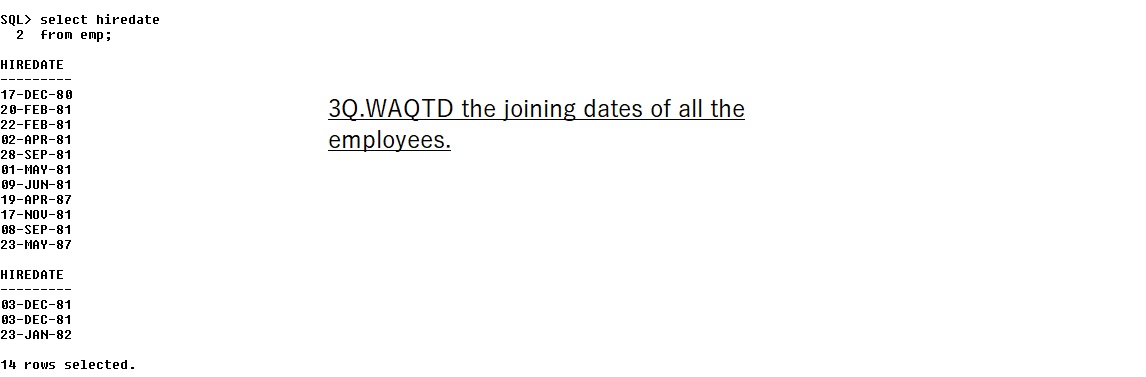 SQL> select hiredate
  2  from emp;
HIREDATE
---------
17-DEC-80
20-FEB-81
22-FEB-81
02-APR-81
28-SEP-81
01-MAY-81
09-JUN-81
19-APR-87
17-NOV-81
08-SEP-81
23-MAY-87
HIREDATE
---------
03-DEC-81
03-DEC-81
23-JAN-82
14 rows selected.
3Q.WAQTD the joining dates of all the
employees.